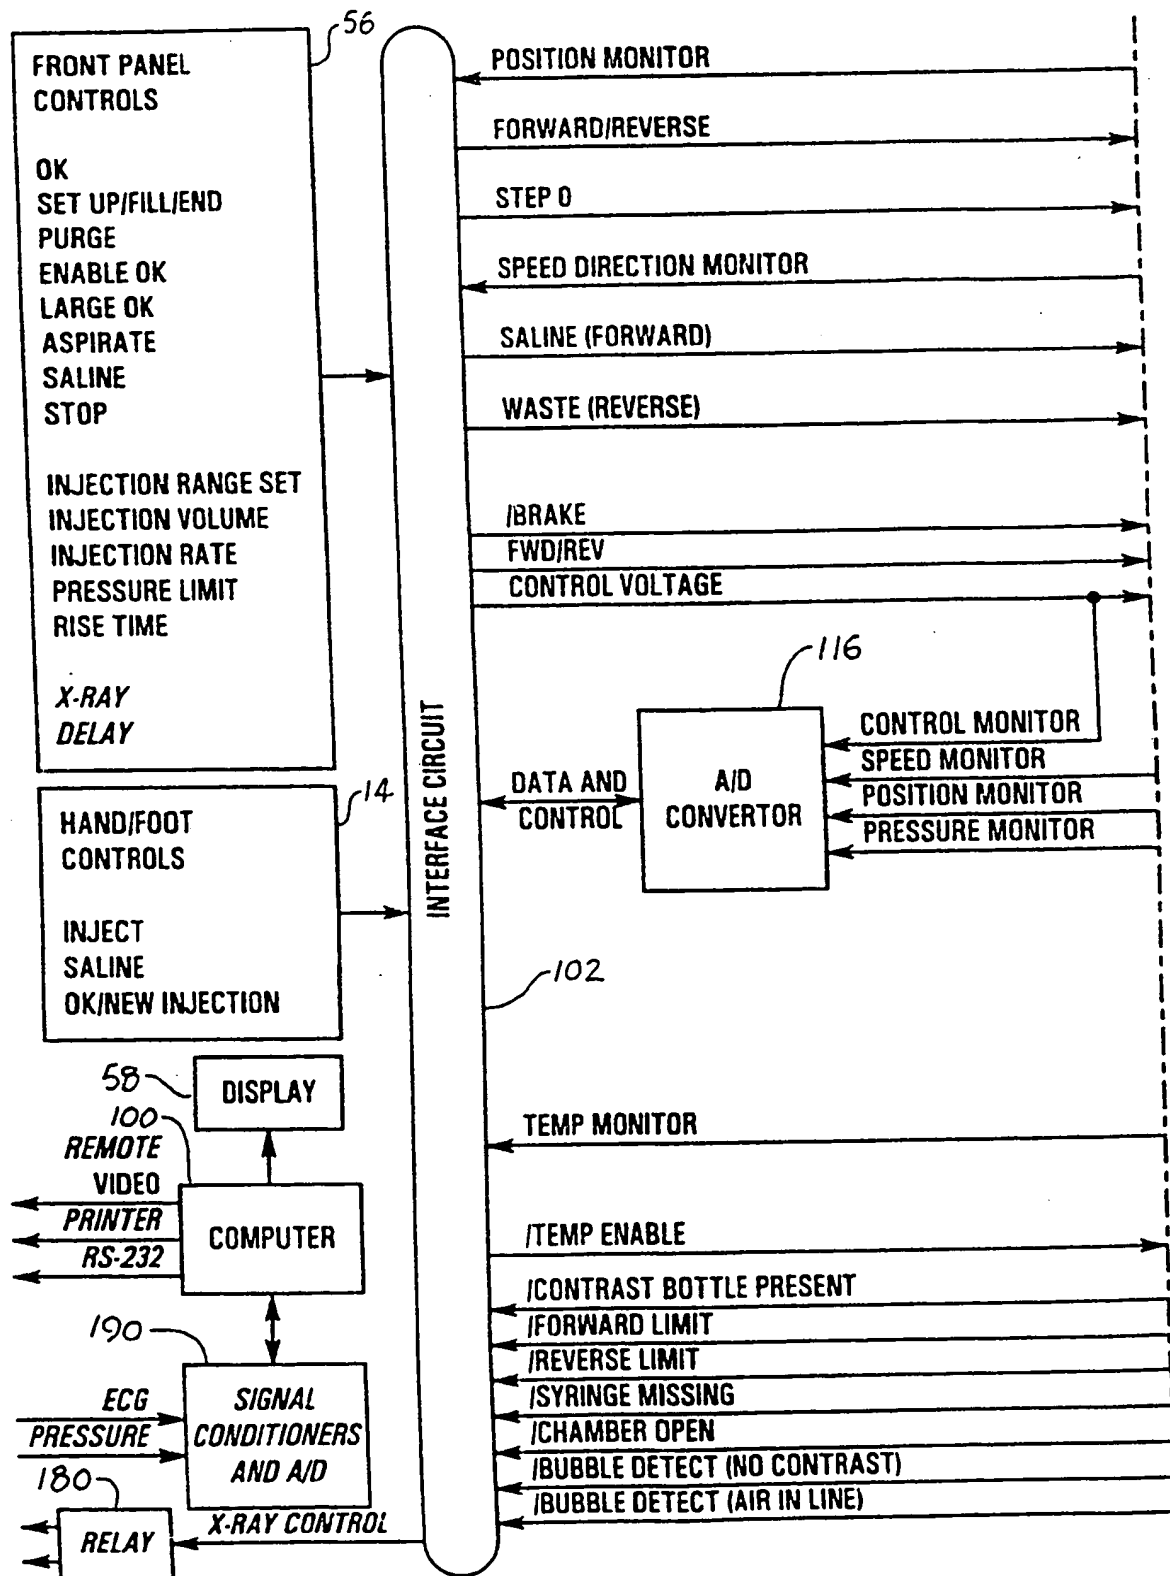 56
FRONT PANEL
CONTROLS
OK
SET UP/FILL/END
PURGE
ENABLE OK
LARGE OK
ASPIRATE
SALINE
STOP
INJECTION RANGE SET
INJECTION VOLUME
INJECTION RATE
PRESSURE LIMIT
RISE TIME
X-RAY
DELAY
14
HAND/FOOT
CONTROLS
INJECT
SALINE
OK/NEW INJECTION
58
DISPLAY
100
REMOTE
VIDEO
PRINTER
RS-232
COMPUTER
190
ECG
PRESSURE
SIGNAL
CONDITIONERS
AND A/D
180
RELAY
X-RAY CONTROL
INTERFACE CIRCUIT
102
POSITION MONITOR
FORWARD/REVERSE
STEP 0
SPEED DIRECTION MONITOR
SALINE (FORWARD)
WASTE (REVERSE)
/BRAKE
FWD/REV
CONTROL VOLTAGE
116
DATA AND
CONTROL
A/D
CONVERTOR
CONTROL MONITOR
SPEED MONITOR
POSITION MONITOR
PRESSURE MONITOR
TEMP MONITOR
/TEMP ENABLE
/CONTRAST BOTTLE PRESENT
/FORWARD LIMIT
/REVERSE LIMIT
/SYRINGE MISSING
/CHAMBER OPEN
/BUBBLE DETECT (NO CONTRAST)
/BUBBLE DETECT (AIR IN LINE)